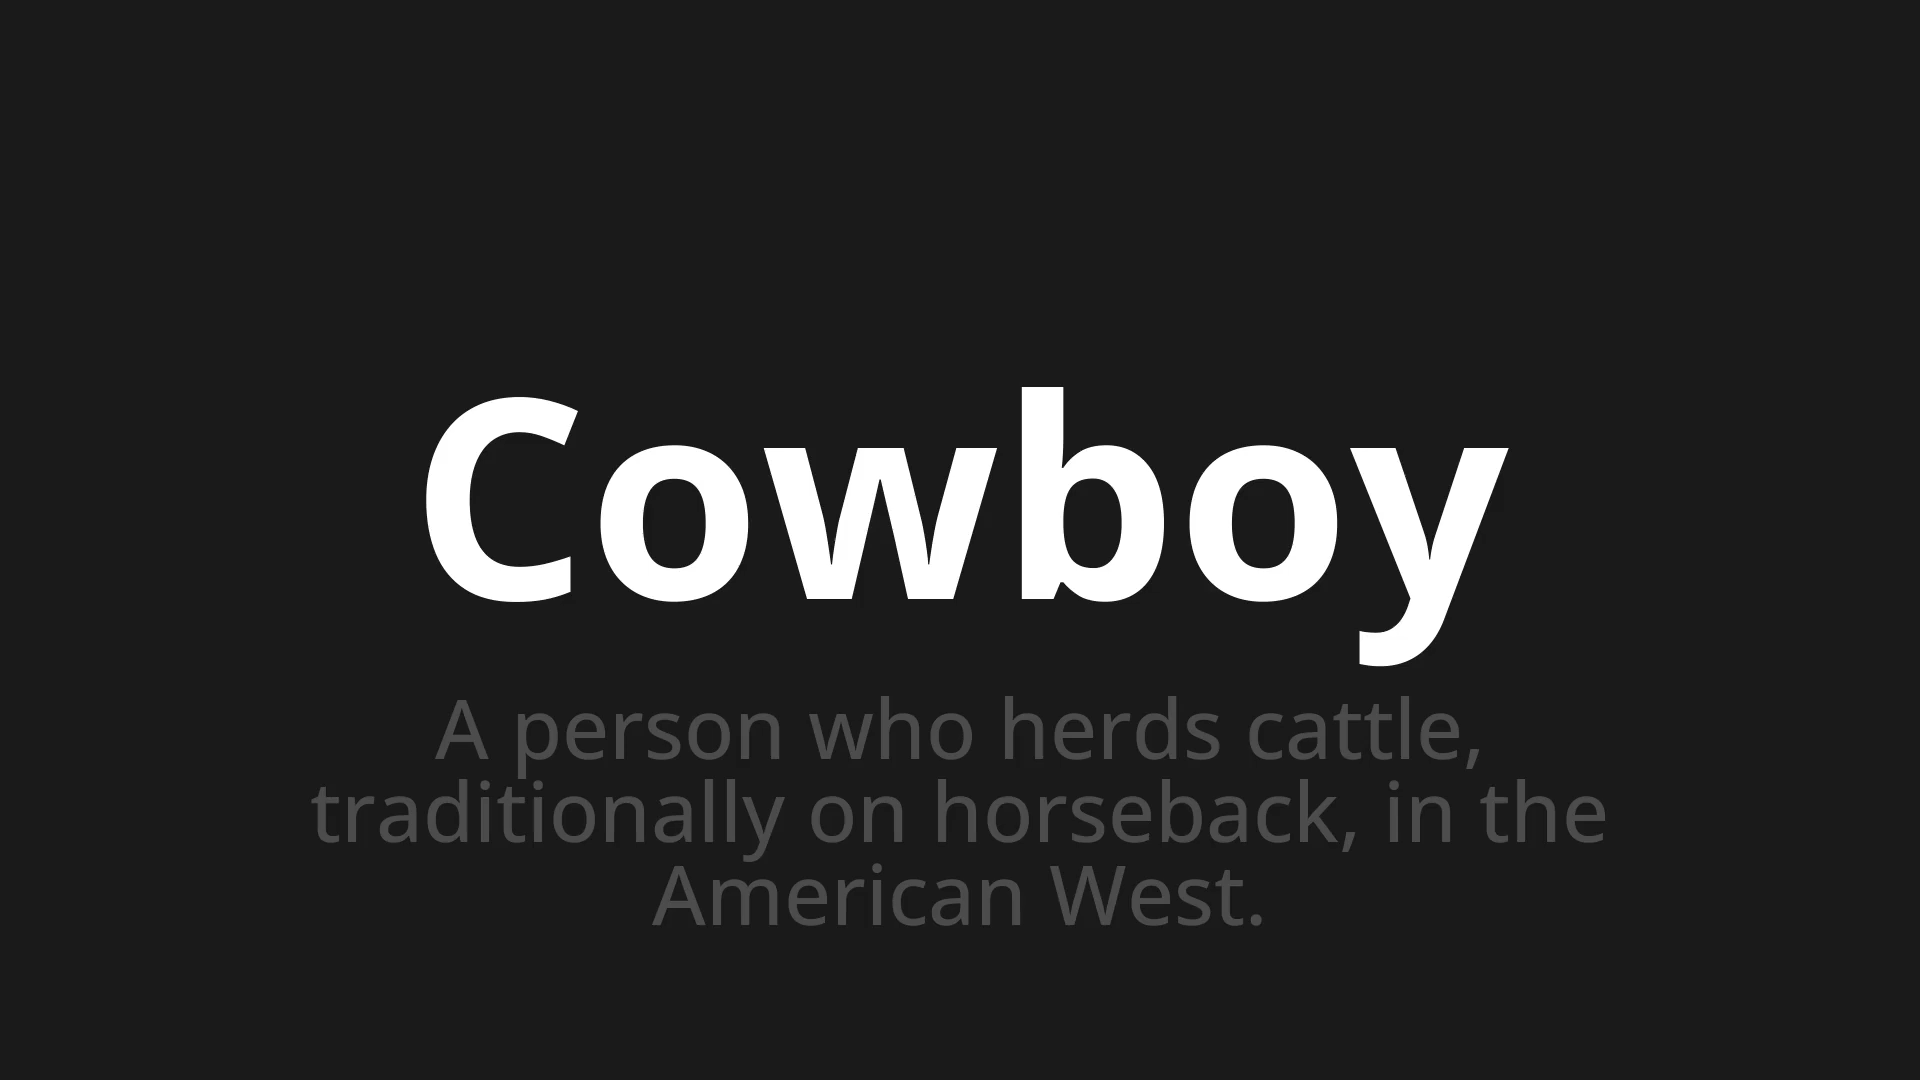 Cowboy
A person who herds cattle,
traditionally on horseback, in the
American West.